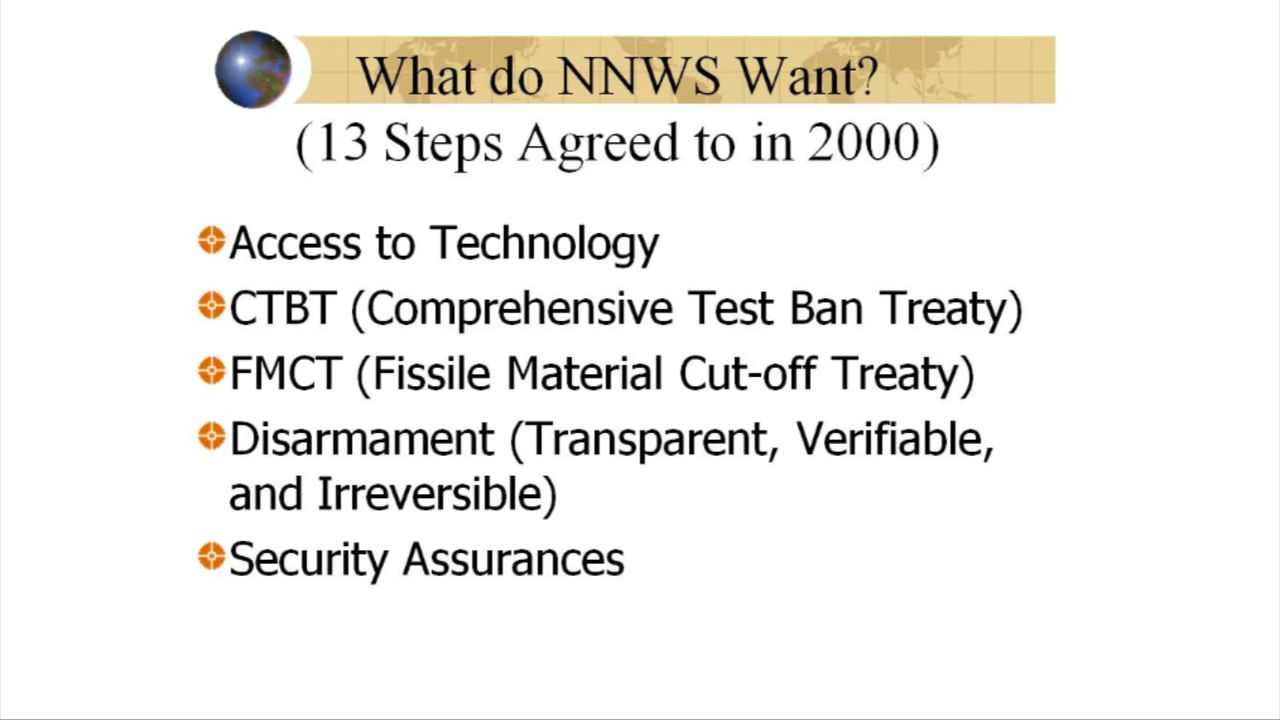 What do NNWS Want?
(13 Steps Agreed to in 2000)
Access to Technology
CTBT (Comprehensive Test Ban Treaty)
FMCT (Fissile Material Cut-off Treaty)
Disarmament (Transparent, Verifiable,
and Irreversible)
Security Assurances